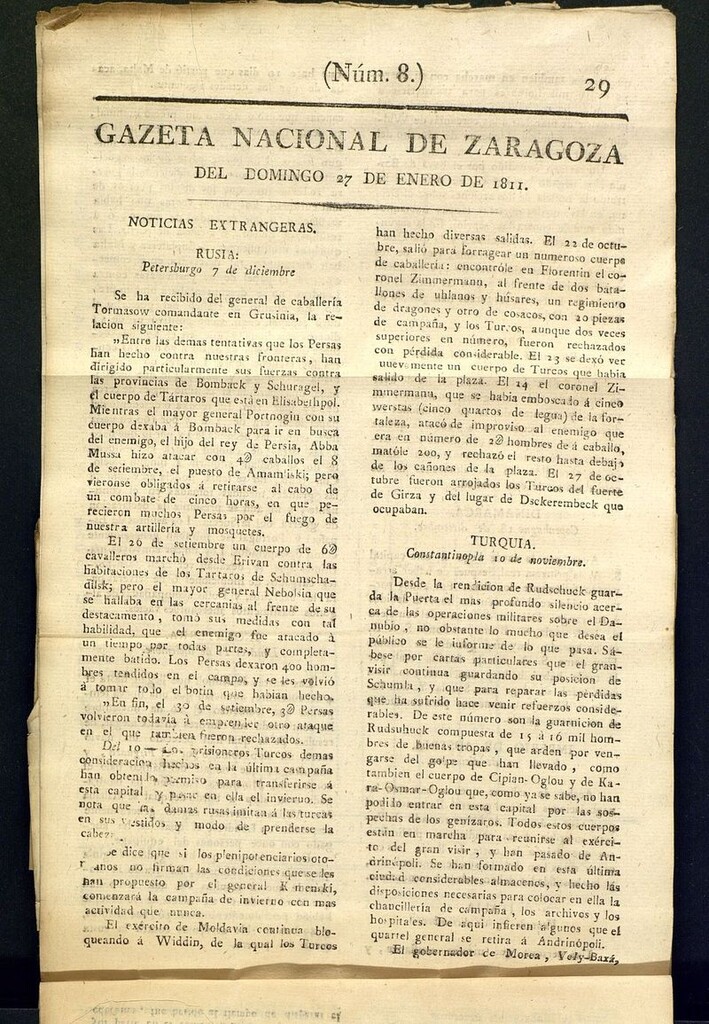 (Núm. 8.)
29
GAZETA NACIONAL DE ZARAGOZA
DEL DOMINGO 27 DE ENERO DE 1811.
NOTICIAS EXTRANGERAS.
RUSIA:
Petersburgo 7 de diciembre
Se ha recibido del general de caballería
Tormasow comandante en Grusinia, la re-
lacion siguiente:
„Entre las demas tentativas que los Persas
han hecho contra nuestras fronteras, han
dirigido particularmente sus fuerzas contra
las provincias de Bomback y Schuragel, y
el cuerpo de Tártaros que está en Elisabethpol.
Mientras el mayor general Portnogin con su
cuerpo dexaba á Bomback para ir en busca
del enemigo, el hijo del rey de Persia, Abba
Mussa hizo atacar con 4@ caballos el 8
de setiembre, el puesto de Amamliski; pero
vieronse obligados á retirarse al cabo de
un combate de cinco horas, en que pe-
recieron muchos Persas por el fuego de
nuestra artillería y mosquetes.
El 26 de setiembre un cuerpo de 6@
cavalleros marchó desde Erivan contra las
habitaciones de los Tartaros de Schumscha-
dilsk; pero el mayor general Nebolsin que
se hallaba en las cercanías al frente de su
destacamento, tomó sus medidas con tal
habilidad, que el enemigo fue atacado á
un tiempo por todas partes, y completa-
mente batido. Los Persas dexaron 400 hom-
bres tendidos en el campo, y se les volvió
á tomar todo el botin que habian hecho.
„En fin, el 30 de setiembre, 3@ Persas
volvieron todavia á emprender otro ataque
en el que tambien fueron rechazados.
Del 10 — Los prisioneros Turcos demas
consideracion hechos en la última campaña
han obtenido permiso para transferirse á
esta capital y pasar en ella el invierno. Se
nota que las damas rusas imitan á las turcas
en sus vestidos y modo de prenderse la
cabez
Se dice que si los plenipotenciarios oto-
manos no firman las condiciones que se les
han propuesto por el general Kamenski,
comenzará la campaña de invierno con mas
actividad que nunca.
El exército de Moldavia continua blo-
queando á Widdin, de la qual los Turcos
han hecho diversas salidas. El 22 de octu-
bre, salió para forragear un numeroso cuerpo
de caballería: encontróle en Florentin el co-
ronel Zimmermann, al frente de dos bata-
llones de uhlanos y húsares, un regimiento
de dragones y otro de cosacos, con 20 piezas
de campaña, y los Turcos, aunque dos veces
superiores en número, fueron rechazados
con pérdida considerable. El 23 se dexó ver
nuevamente un cuerpo de Turcos que habia
salido de la plaza. El 24 el coronel Zi-
mmermann, que se habia emboscado á cinco
werstas (cinco quartos de legua) de la for-
taleza, atacó de improviso al enemigo que
era en número de 2@ hombres de á caballo,
matóle 200, y rechazó el resto hasta debajo
de los cañones de la plaza. El 27 de oc-
tubre fueron arrojados los Turcos del fuerte
de Girza y del lugar de Dsckerembeck que
ocupaban.
TURQUIA.
Constantinopla 10 de noviembre.
Desde la rendicion de Rudschuck guar-
da la Puerta el mas profundo silencio acer-
ca de las operaciones militares sobre el Da-
nubio, no obstante lo mucho que desea el
público se le informe de lo que pasa. Sá-
bese por cartas particulares que el gran-
visir continua guardando su posicion de
Schumla, y que para reparar las pérdidas
que ha sufrido hace venir refuerzos conside-
rables. De este número son la guarnicion de
Rudsuhuck compuesta de 15 á 16 mil hom-
bres de buenas tropas, que arden por ven-
garse del golpe que han llevado, como
tambien el cuerpo de Cipian-Oglou y de Ka-
ra-Osmar-Oglou que, como ya se sabe, no han
podido entrar en esta capital por las sos-
pechas de los genízaros. Todos estos cuerpos
están en marcha para reunirse al exérci-
to del gran visir, y han pasado de An-
drinópoli. Se han formado en esta última
ciudad considerables almacenes, y hecho las
disposiciones necesarias para colocar en ella la
chancillería de campaña, los archivos y los
hospitales. De aqui infieren algunos que el
quartel general se retira á Andrinópoli.
El gobernador de Morea, Vely-Baxá,